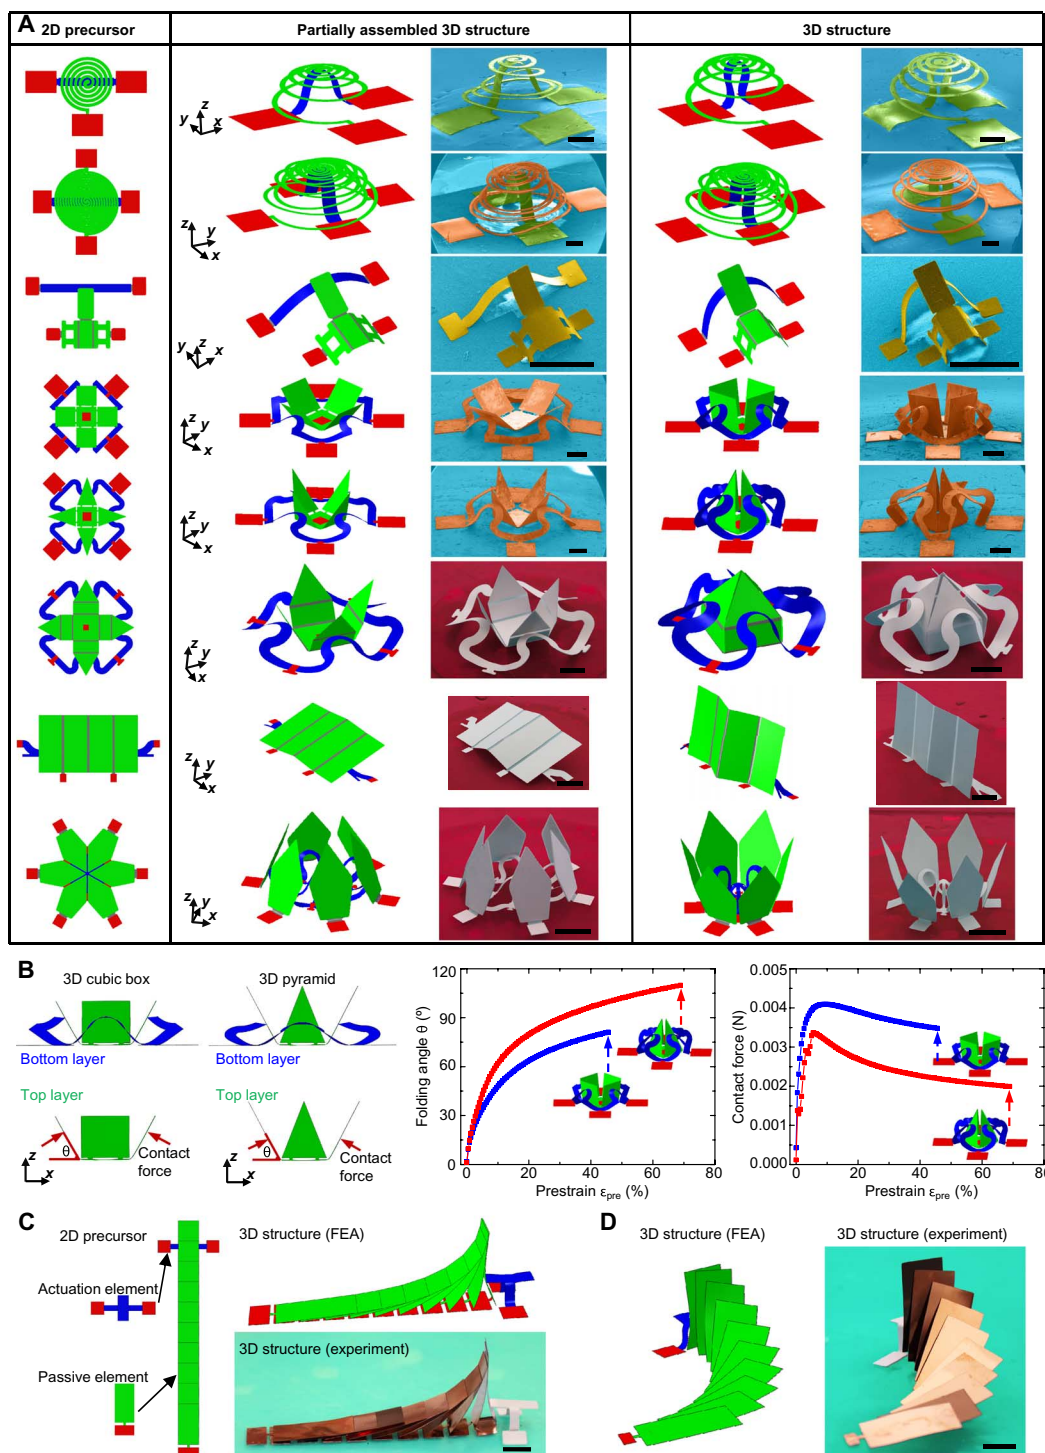 A
2D precursor
Partially assembled 3D structure
3D structure
z
y
x
z
y
x
z
y
x
z
y
x
z
y
x
z
y
x
z
y
x
z
y
x
B
3D cubic box
3D pyramid
Bottom layer
Bottom layer
Top layer
Top layer
θ
Contact
force
θ
Contact
force
z
x
z
x
Folding angle θ (º)
120
90
60
30
0
0 20 40 60 80
Prestrain εpre (%)
Contact force (N)
0.005
0.004
0.003
0.002
0.001
0.000
0 20 40 60 80
Prestrain εpre (%)
C
2D precursor
Actuation element
Passive element
3D structure (FEA)
3D structure (experiment)
D
3D structure (FEA)
3D structure (experiment)